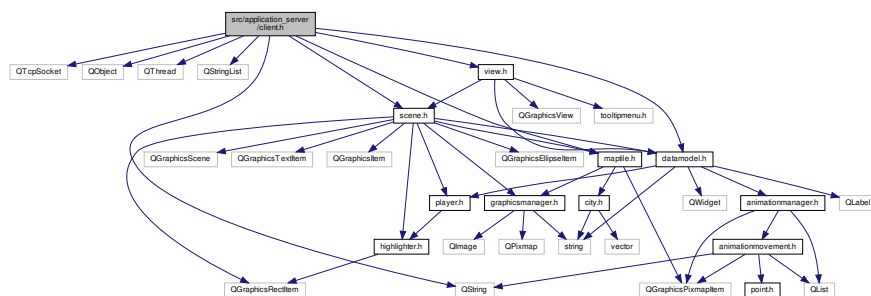 src/application_server
/client.h
QTcpSocket
QObject
QThread
QStringList
view.h
QGraphicsView
tooltipmenu.h
scene.h
QGraphicsScene
QGraphicsTextItem
QGraphicsItem
QGraphicsEllipseItem
maptile.h
datamodel.h
player.h
graphicsmanager.h
city.h
QWidget
animationmanager.h
QLabel
highlighter.h
QImage
QPixmap
string
vector
animationmovement.h
QGraphicsRectItem
QString
QGraphicsPixmapItem
point.h
QList